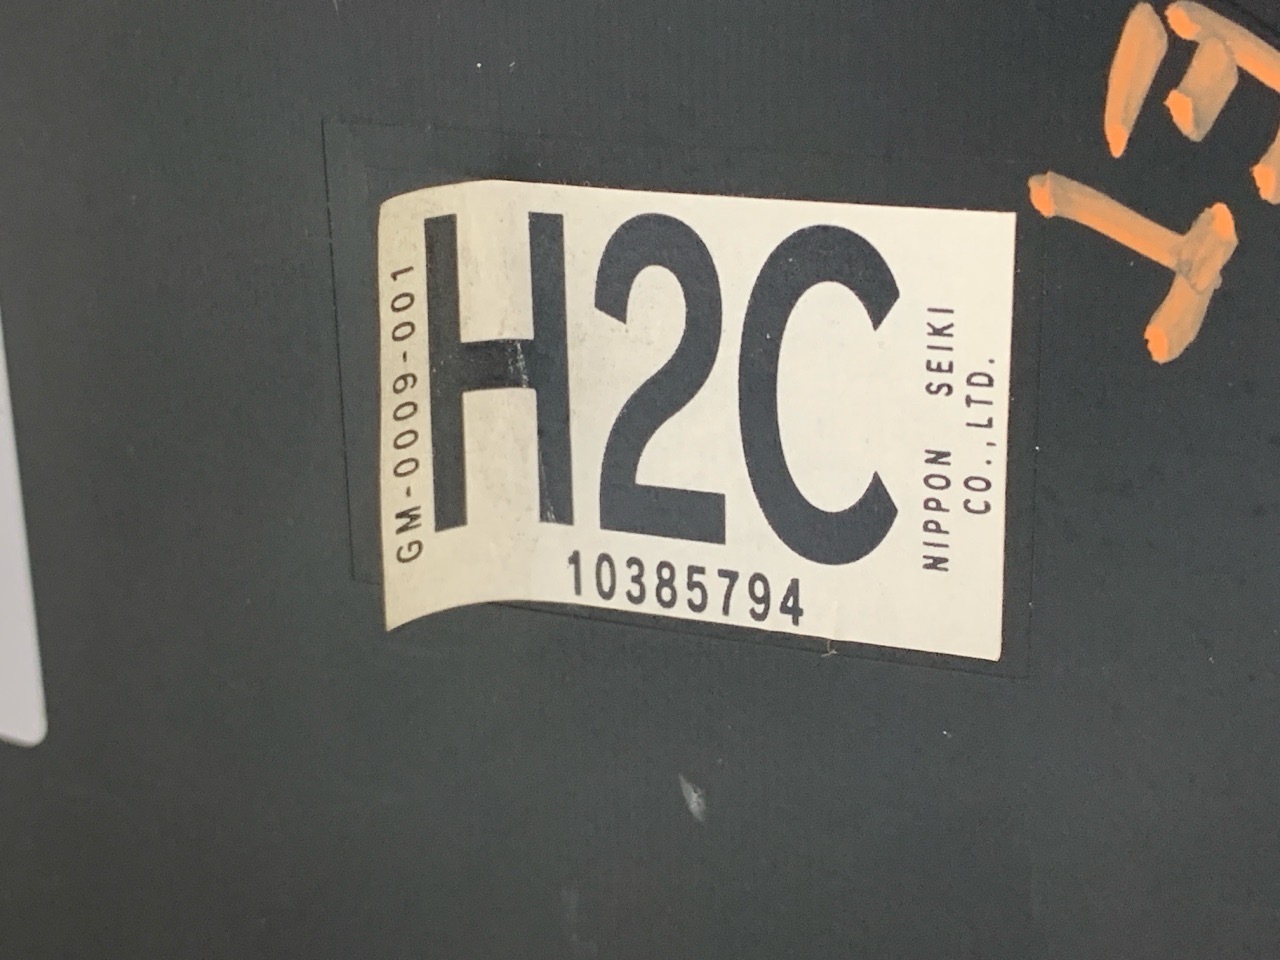 GM-0009-001
H2C
10385794
NIPPON SEIKI
CO.,LTD.